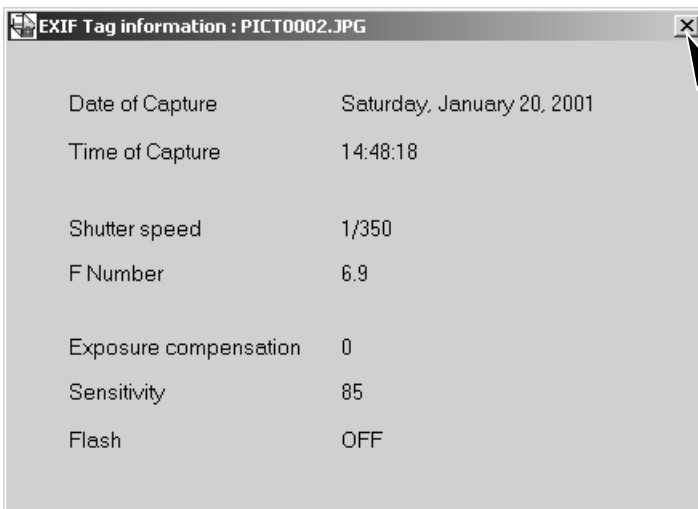 EXIF Tag information : PICT0002.JPG
Date of Capture Saturday, January 20, 2001
Time of Capture 14:48:18
Shutter speed 1/350
F Number 6.9
Exposure compensation 0
Sensitivity 85
Flash OFF